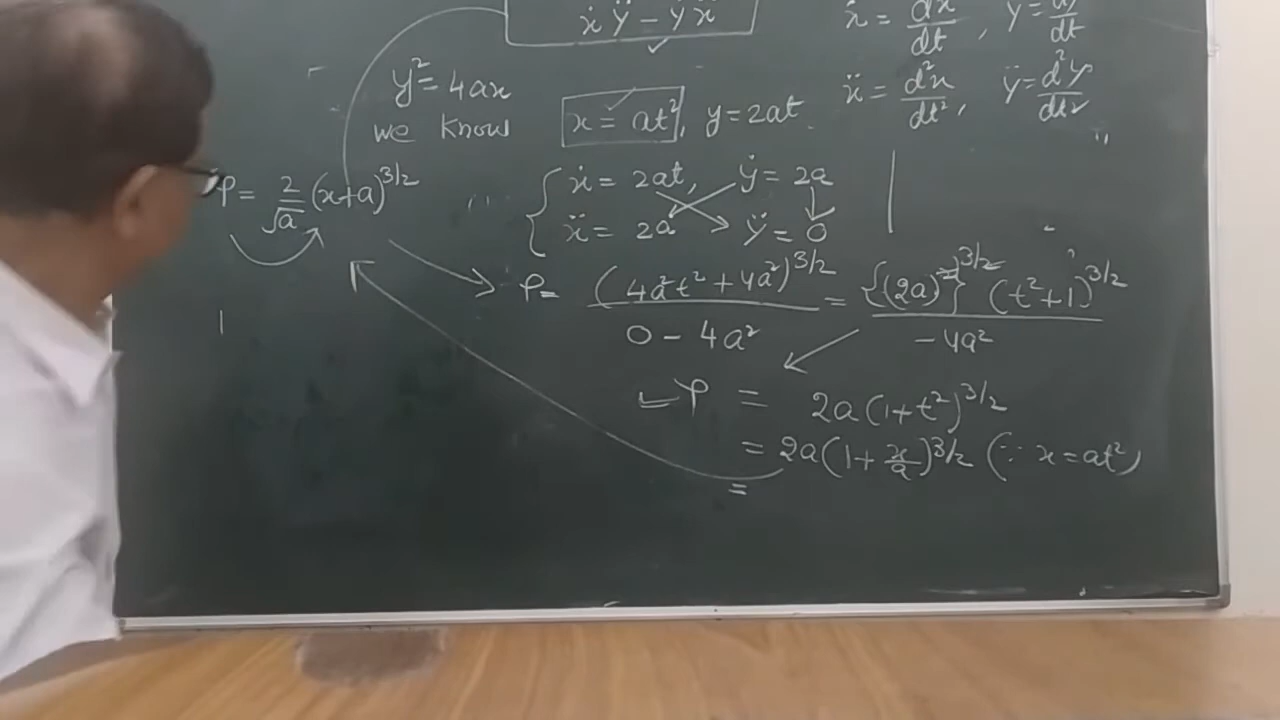 ẋ ÿ − ẏ ẍ
ẋ = dx/dt , ẏ = dy/dt
ẍ = d²x/dt², ÿ = d²y/dt²
y² = 4ax
we know x = at², y = 2at
ρ = 2/√a (x+a)^3/2
ẋ = 2at, ẏ = 2a
ẍ = 2a ÿ = 0
ρ = (4a²t² + 4a²)^3/2 / 0 − 4a² = {(2a)²}^3/2 (t²+1)^3/2 / −4a²
ρ = 2a(1+t²)^3/2
= 2a(1+x/a)^3/2 (∵ x = at²)
=